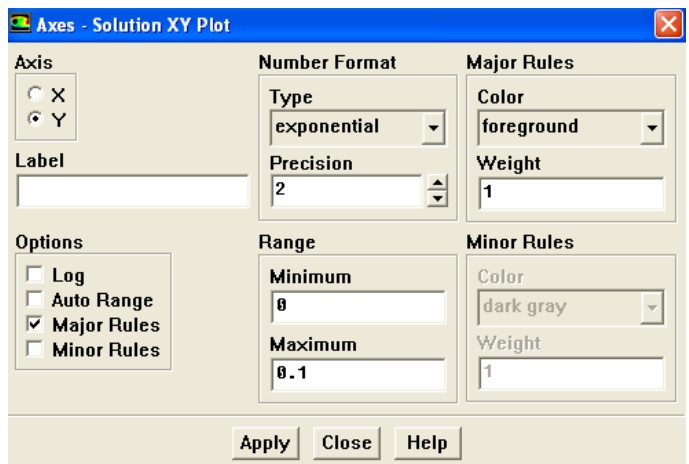 Axes - Solution XY Plot
Axis
X
Y
Label
Number Format
Type
exponential
Precision
2
Major Rules
Color
foreground
Weight
1
Options
Log
Auto Range
Major Rules
Minor Rules
Range
Minimum
0
Maximum
0.1
Minor Rules
Color
dark gray
Weight
1
Apply
Close
Help